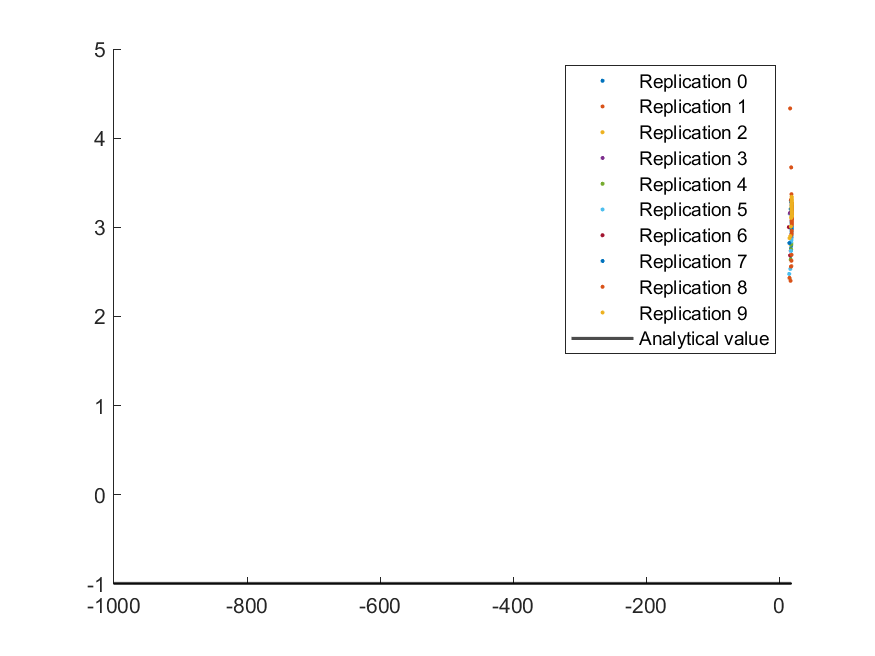 5
4
3
2
1
0
-1
-1000 -800 -600 -400 -200 0
Replication 0
Replication 1
Replication 2
Replication 3
Replication 4
Replication 5
Replication 6
Replication 7
Replication 8
Replication 9
Analytical value